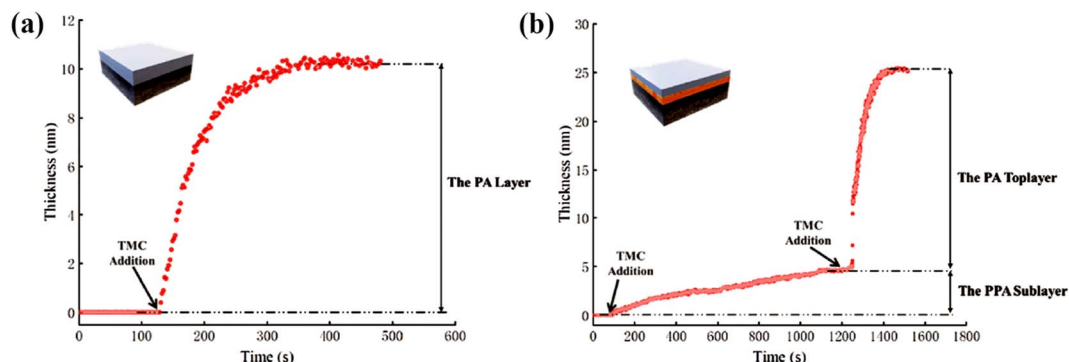 (a)
12
10
8
6
4
2
0
Thickness (nm)
TMC
Addition
The PA Layer
0
100
200
300
400
500
600
Time (s)
(b)
30
25
20
15
10
5
0
Thickness (nm)
TMC
Addition
TMC
Addition
The PA Toplayer
The PPA Sublayer
0
200
400
600
800
1000
1200
1400
1600
1800
Time (s)